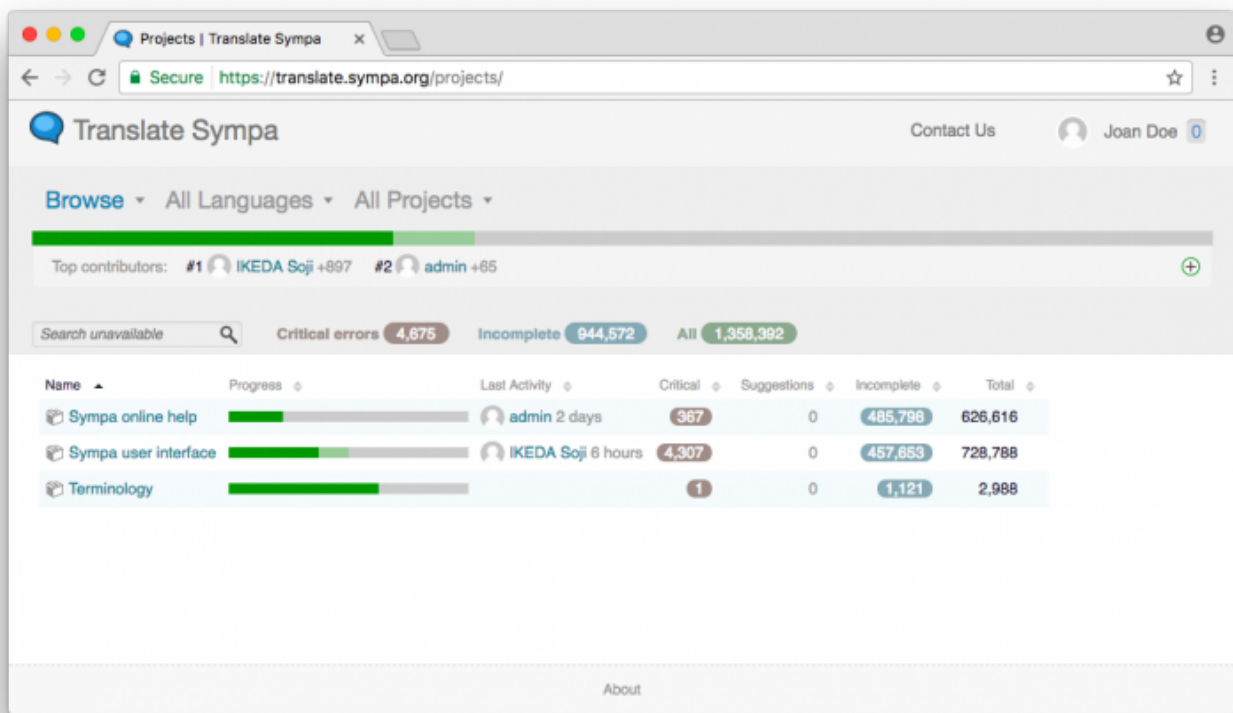 Projects | Translate Sympa
Secure https://translate.sympa.org/projects/
Translate Sympa Contact Us Joan Doe 0
Browse All Languages All Projects
Top contributors: #1 IKEDA Soji +897 #2 admin +65
Search unavailable Critical errors 4,675 Incomplete 944,572 All 1,358,392
Name Progress Last Activity Critical Suggestions Incomplete Total
Sympa online help admin 2 days 367 0 485,798 626,616
Sympa user interface IKEDA Soji 6 hours 4,307 0 457,653 728,788
Terminology 1 0 1,121 2,988
About